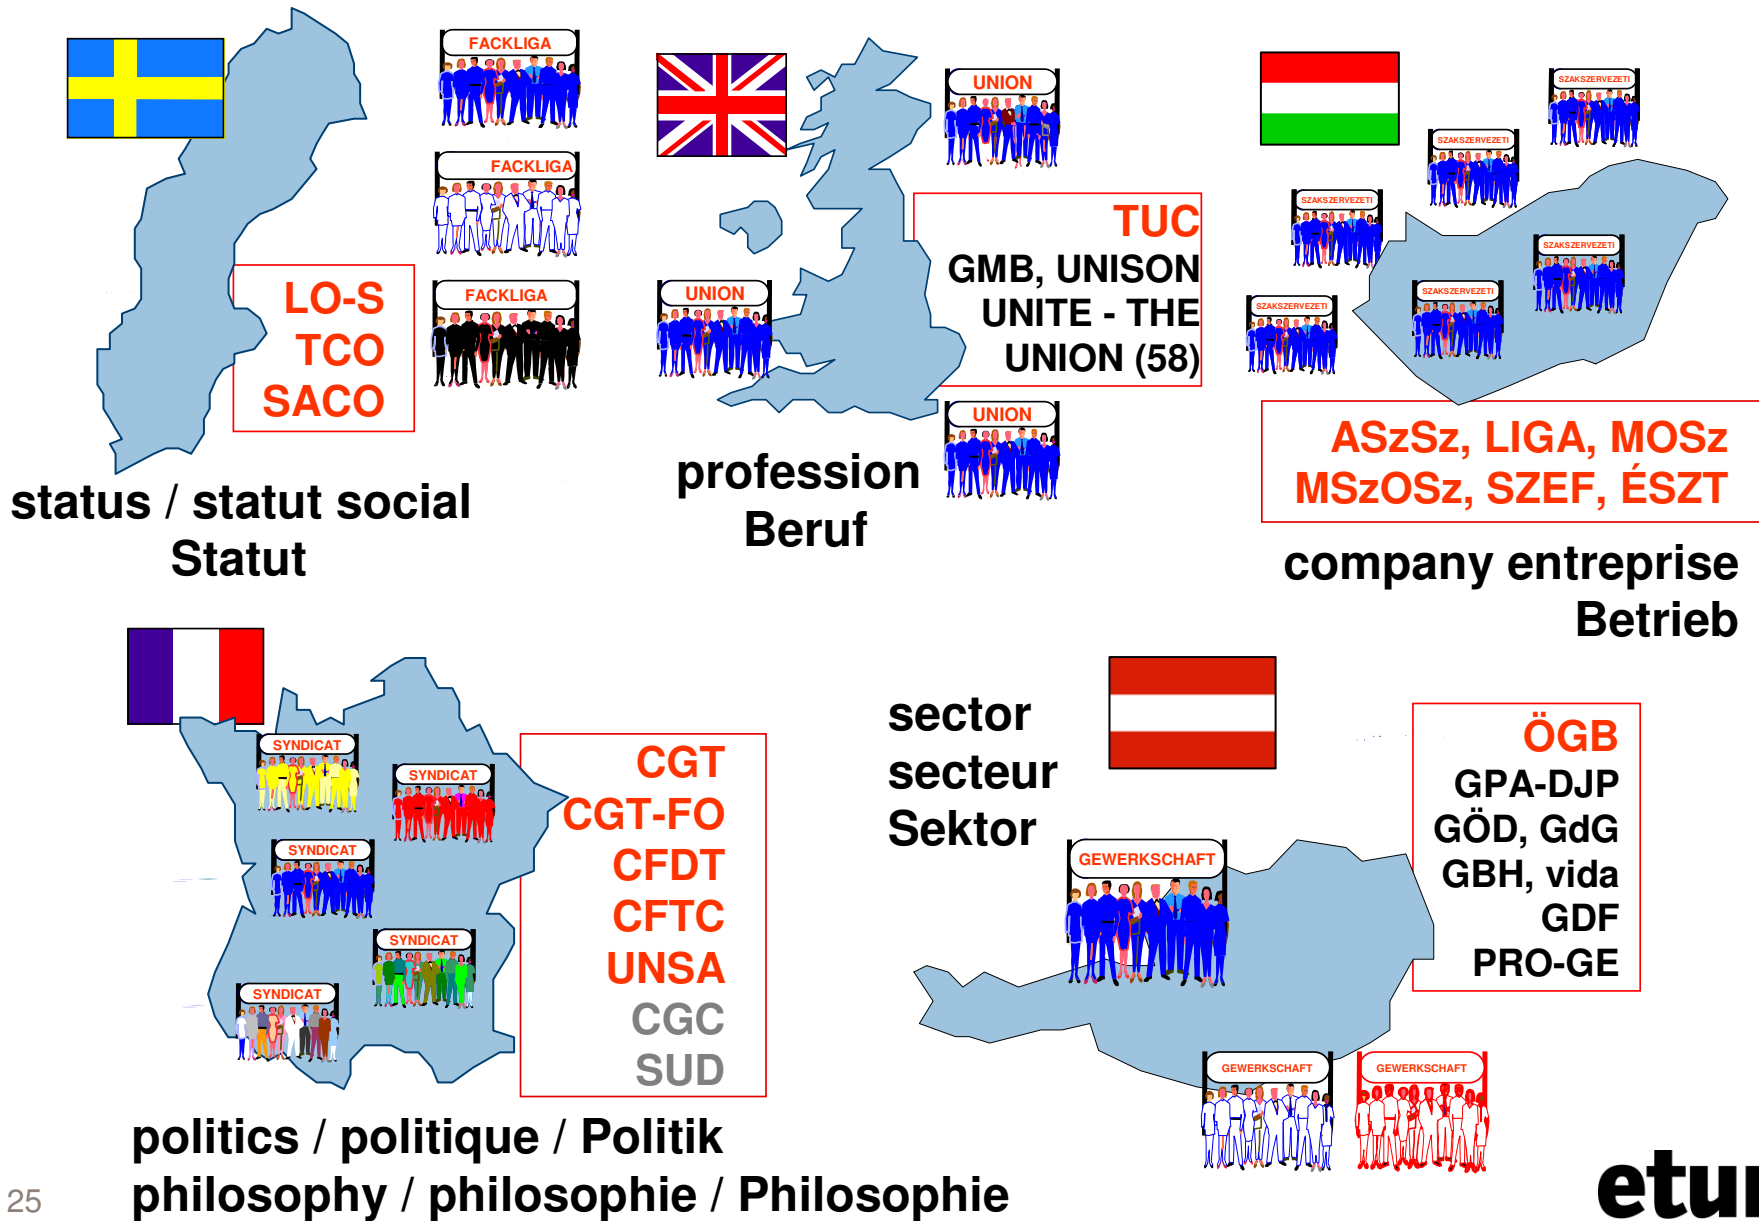 FACKLIGA
FACKLIGA
FACKLIGA
LO-S
TCO
SACO
status / statut social
Statut
UNION
UNION
UNION
TUC
GMB, UNISON
UNITE - THE
UNION (58)
profession
Beruf
SZAKSZERVEZETI
SZAKSZERVEZETI
SZAKSZERVEZETI
SZAKSZERVEZETI
SZAKSZERVEZETI
SZAKSZERVEZETI
ASzSz, LIGA, MOSz
MSzOSz, SZEF, ÉSZT
company entreprise
Betrieb
SYNDICAT
SYNDICAT
SYNDICAT
SYNDICAT
SYNDICAT
CGT
CGT-FO
CFDT
CFTC
UNSA
CGC
SUD
politics / politique / Politik
philosophy / philosophie / Philosophie
sector
secteur
Sektor
GEWERKSCHAFT
GEWERKSCHAFT
GEWERKSCHAFT
ÖGB
GPA-DJP
GÖD, GdG
GBH, vida
GDF
PRO-GE
25